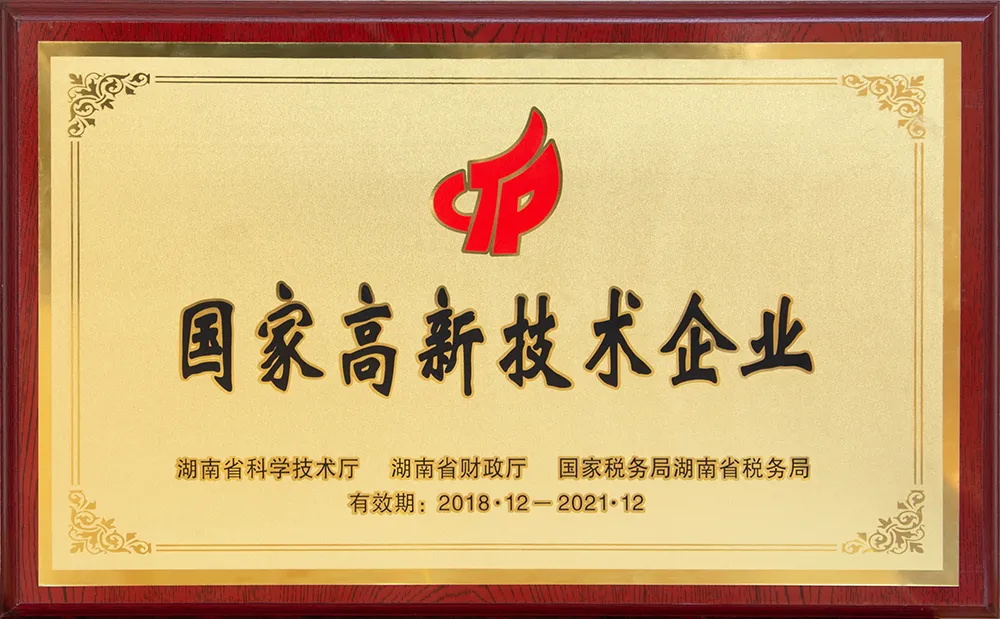 CTP
国家高新技术企业
湖南省科学技术厅 湖南省财政厅 国家税务局湖南省税务局
有效期：2018·12－2021·12